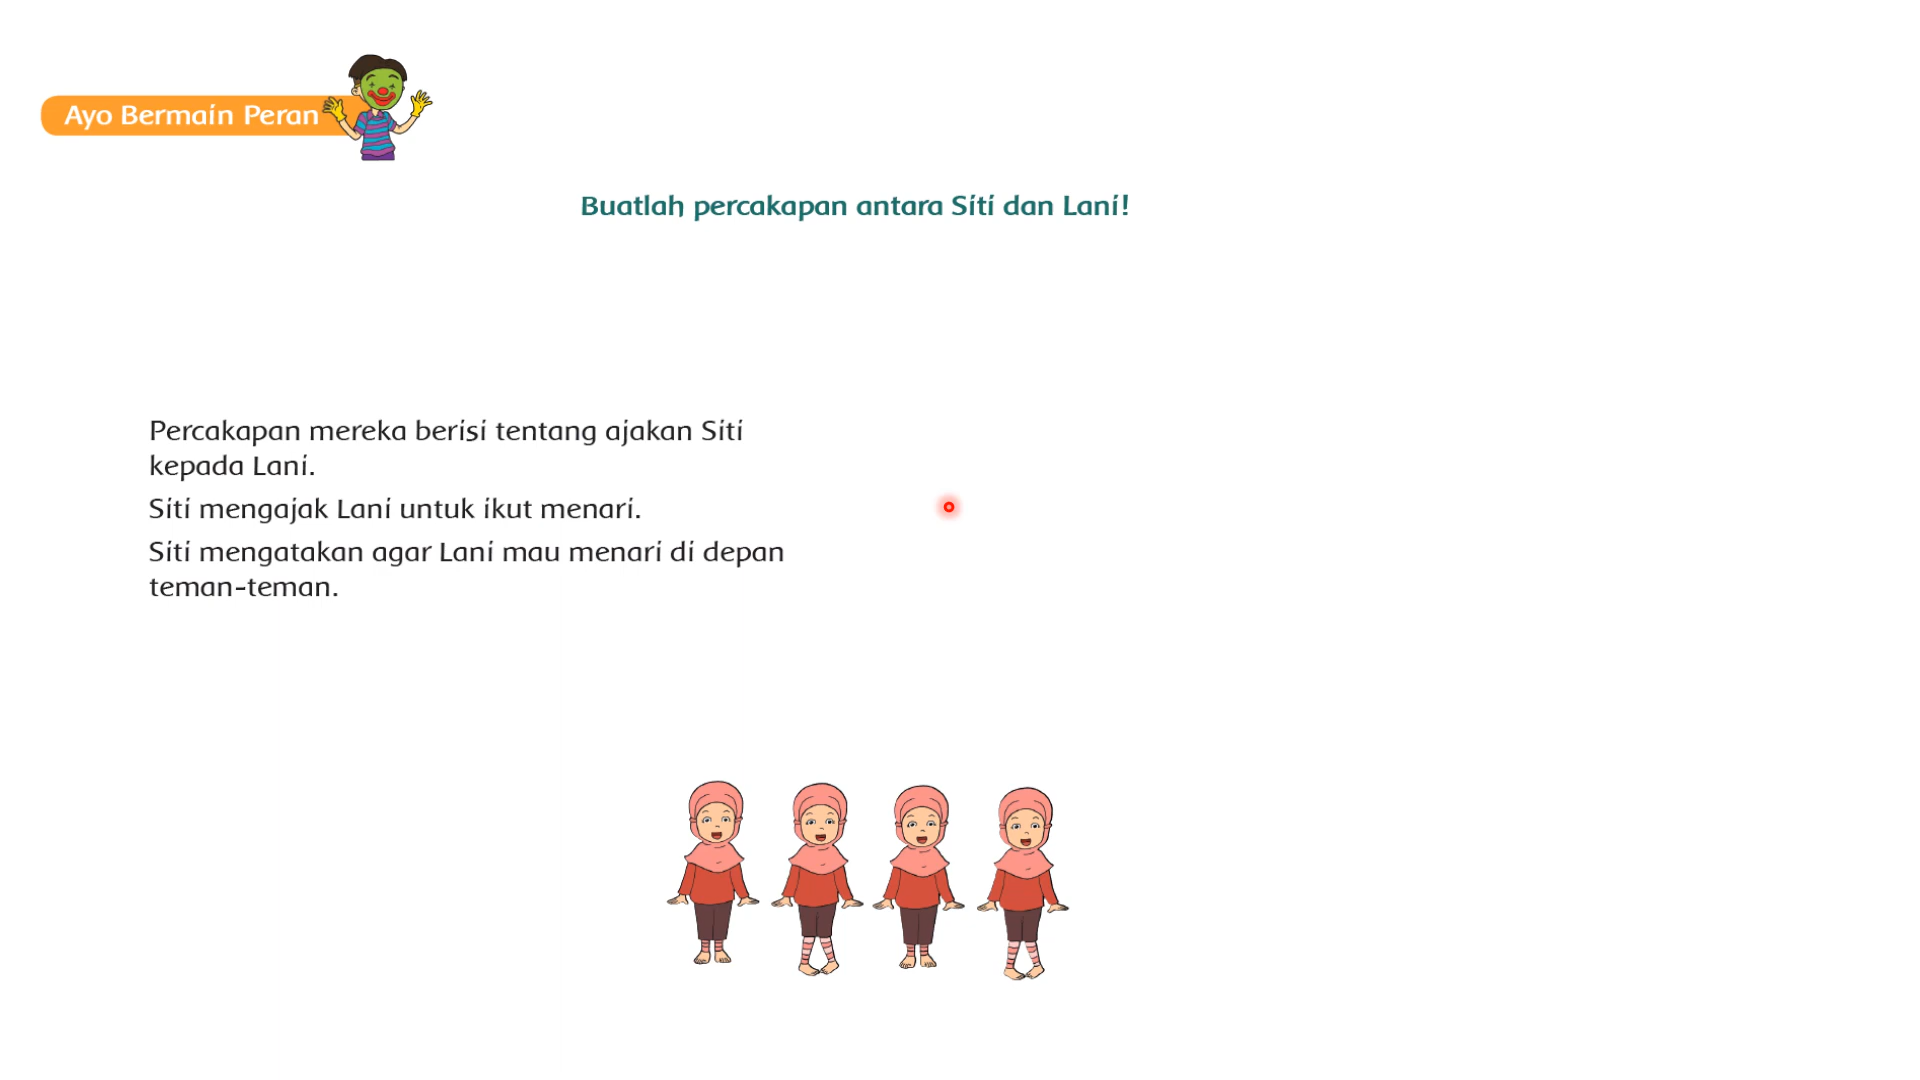 Ayo Bermain Peran
Buatlah percakapan antara Siti dan Lani!
Percakapan mereka berisi tentang ajakan Siti
kepada Lani.
Siti mengajak Lani untuk ikut menari.
Siti mengatakan agar Lani mau menari di depan
teman-teman.